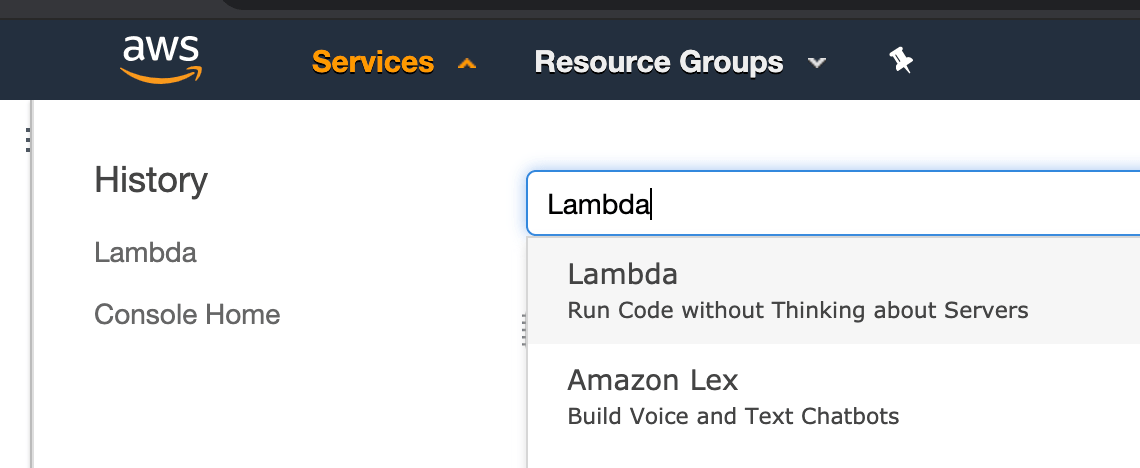 aws
Services
Resource Groups
History
Lambda
Console Home
Lambda
Lambda
Run Code without Thinking about Servers
Amazon Lex
Build Voice and Text Chatbots